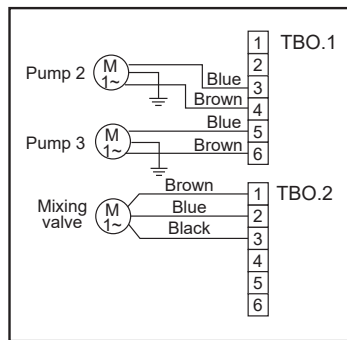 1 TBO.1
2
Pump 2 M 1~
Blue 3
Brown 4
Blue 5
Pump 3 M 1~
Brown 6
Brown 1 TBO.2
Mixing valve M 1~
Blue 2
Black 3
4
5
6